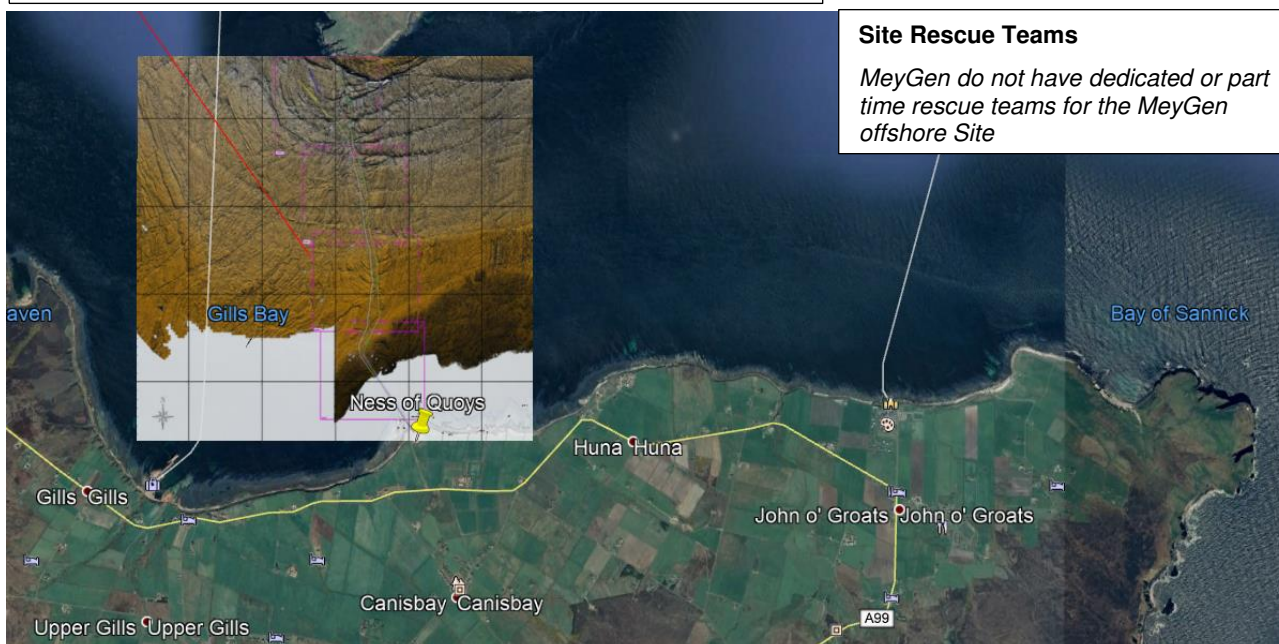 Site Rescue Teams
MeyGen do not have dedicated or part
time rescue teams for the MeyGen
offshore Site
aven
Gills Bay
Bay of Sannick
Ness of Quoys
Huna Huna
Gills Gills
John o' Groats John o' Groats
Canisbay Canisbay
A99
Upper Gills Upper Gills